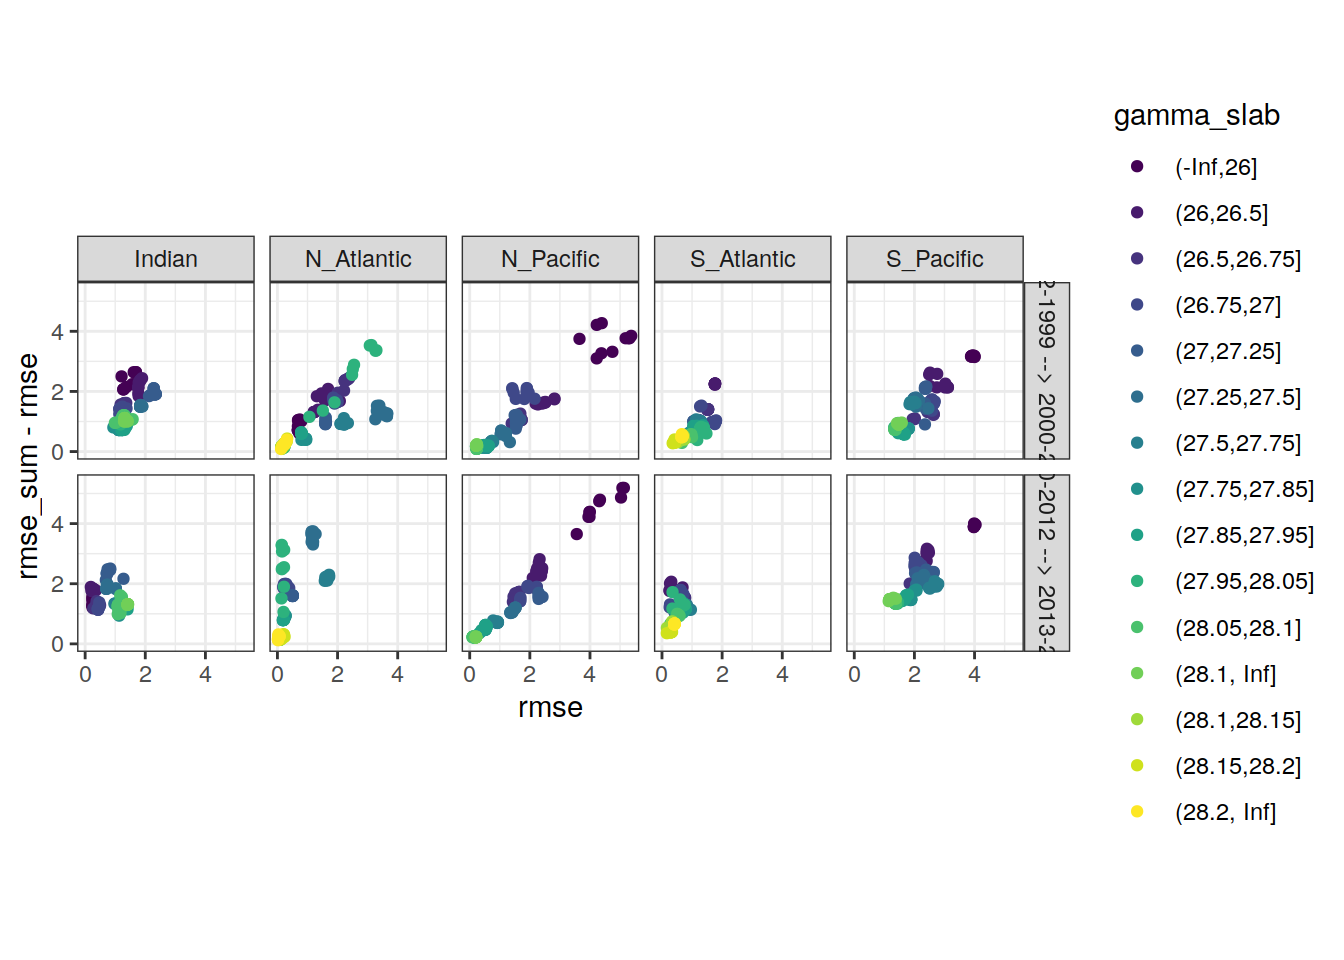 gamma_slab
(-Inf,26]
(26,26.5]
(26.5,26.75]
(26.75,27]
(27,27.25]
(27.25,27.5]
(27.5,27.75]
(27.75,27.85]
(27.85,27.95]
(27.95,28.05]
(28.05,28.1]
(28.1, Inf]
(28.1,28.15]
(28.15,28.2]
(28.2, Inf]
Indian
N_Atlantic
N_Pacific
S_Atlantic
S_Pacific
-1999 --> 2000-
-2012 --> 2013-
rmse_sum - rmse
4
2
0
4
2
0
0 2 4
0 2 4
0 2 4
0 2 4
0 2 4
rmse